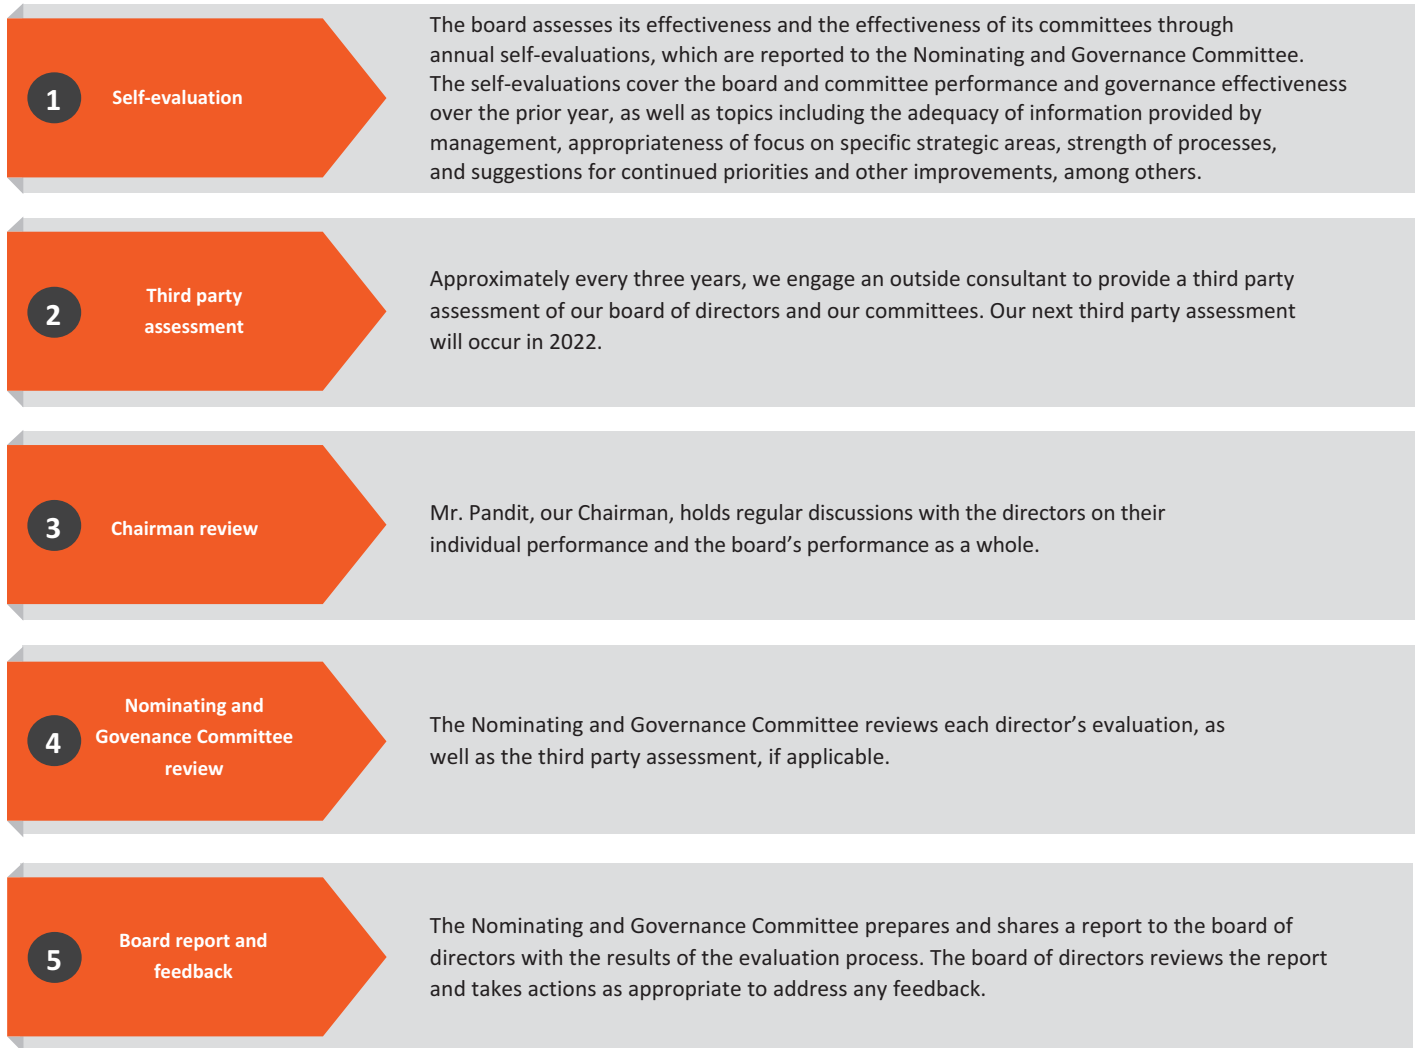 1
Self-evaluation
The board assesses its effectiveness and the effectiveness of its committees through
annual self-evaluations, which are reported to the Nominating and Governance Committee.
The self-evaluations cover the board and committee performance and governance effectiveness
over the prior year, as well as topics including the adequacy of information provided by
management, appropriateness of focus on specific strategic areas, strength of processes,
and suggestions for continued priorities and other improvements, among others.
2
Third party
assessment
Approximately every three years, we engage an outside consultant to provide a third party
assessment of our board of directors and our committees. Our next third party assessment
will occur in 2022.
3
Chairman review
Mr. Pandit, our Chairman, holds regular discussions with the directors on their
individual performance and the board’s performance as a whole.
4
Nominating and
Govenance Committee
review
The Nominating and Governance Committee reviews each director’s evaluation, as
well as the third party assessment, if applicable.
5
Board report and
feedback
The Nominating and Governance Committee prepares and shares a report to the board of
directors with the results of the evaluation process. The board of directors reviews the report
and takes actions as appropriate to address any feedback.